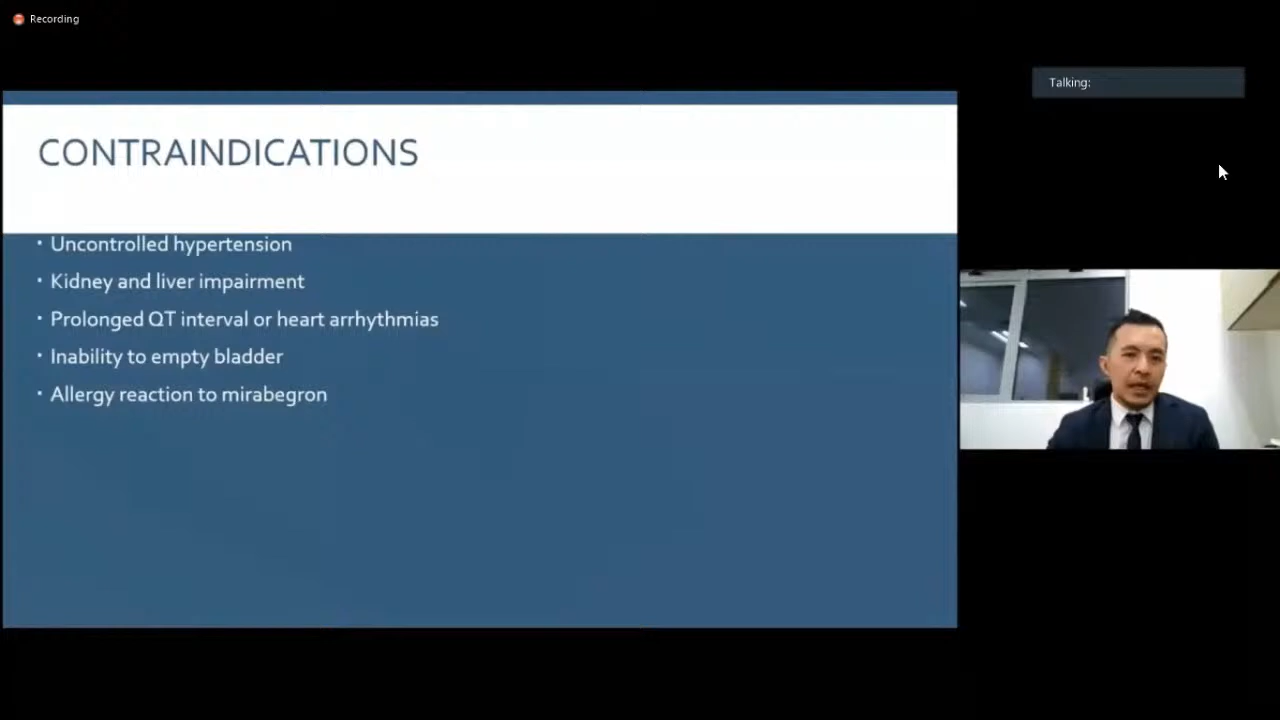 Recording
Talking:
CONTRAINDICATIONS
• Uncontrolled hypertension
• Kidney and liver impairment
• Prolonged QT interval or heart arrhythmias
• Inability to empty bladder
• Allergy reaction to mirabegron